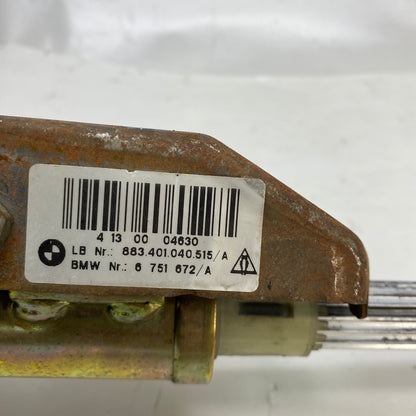 4 13 00 04630
LB Nr.: 883.401.040.515/A
BMW Nr.: 6 751 672/A